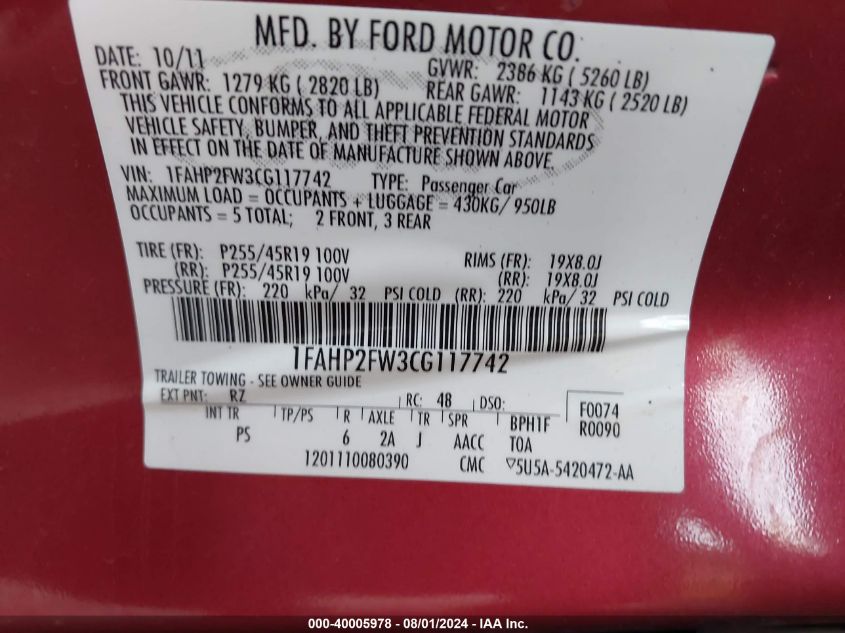 MFD. BY FORD MOTOR CO.
DATE: 10/11 GVWR: 2386 KG ( 5260 LB)
FRONT GAWR: 1279 KG ( 2820 LB) REAR GAWR: 1143 KG ( 2520 LB)
THIS VEHICLE CONFORMS TO ALL APPLICABLE FEDERAL MOTOR
VEHICLE SAFETY, BUMPER, AND THEFT PREVENTION STANDARDS
IN EFFECT ON THE DATE OF MANUFACTURE SHOWN ABOVE.
VIN: 1FAHP2FW3CG117742 TYPE: Passenger Car
MAXIMUM LOAD = OCCUPANTS + LUGGAGE = 430KG/ 950LB
OCCUPANTS = 5 TOTAL; 2 FRONT, 3 REAR
TIRE (FR): P255/45R19 100V RIMS (FR): 19X8.0J
(RR): P255/45R19 100V (RR): 19X8.0J
PRESSURE (FR): 220 kPa/ 32 PSI COLD (RR): 220 kPa/ 32 PSI COLD
1FAHP2FW3CG117742
TRAILER TOWING - SEE OWNER GUIDE
EXT PNT: RZ RC: 48 DSO: F0074
INT TR TP/PS R AXLE TR SPR BPH1F R0090
PS 6 2A J AACC TOA
1201110080390 CMC ▽5U5A-5420472-AA
000-40005978 - 08/01/2024 - IAA Inc.